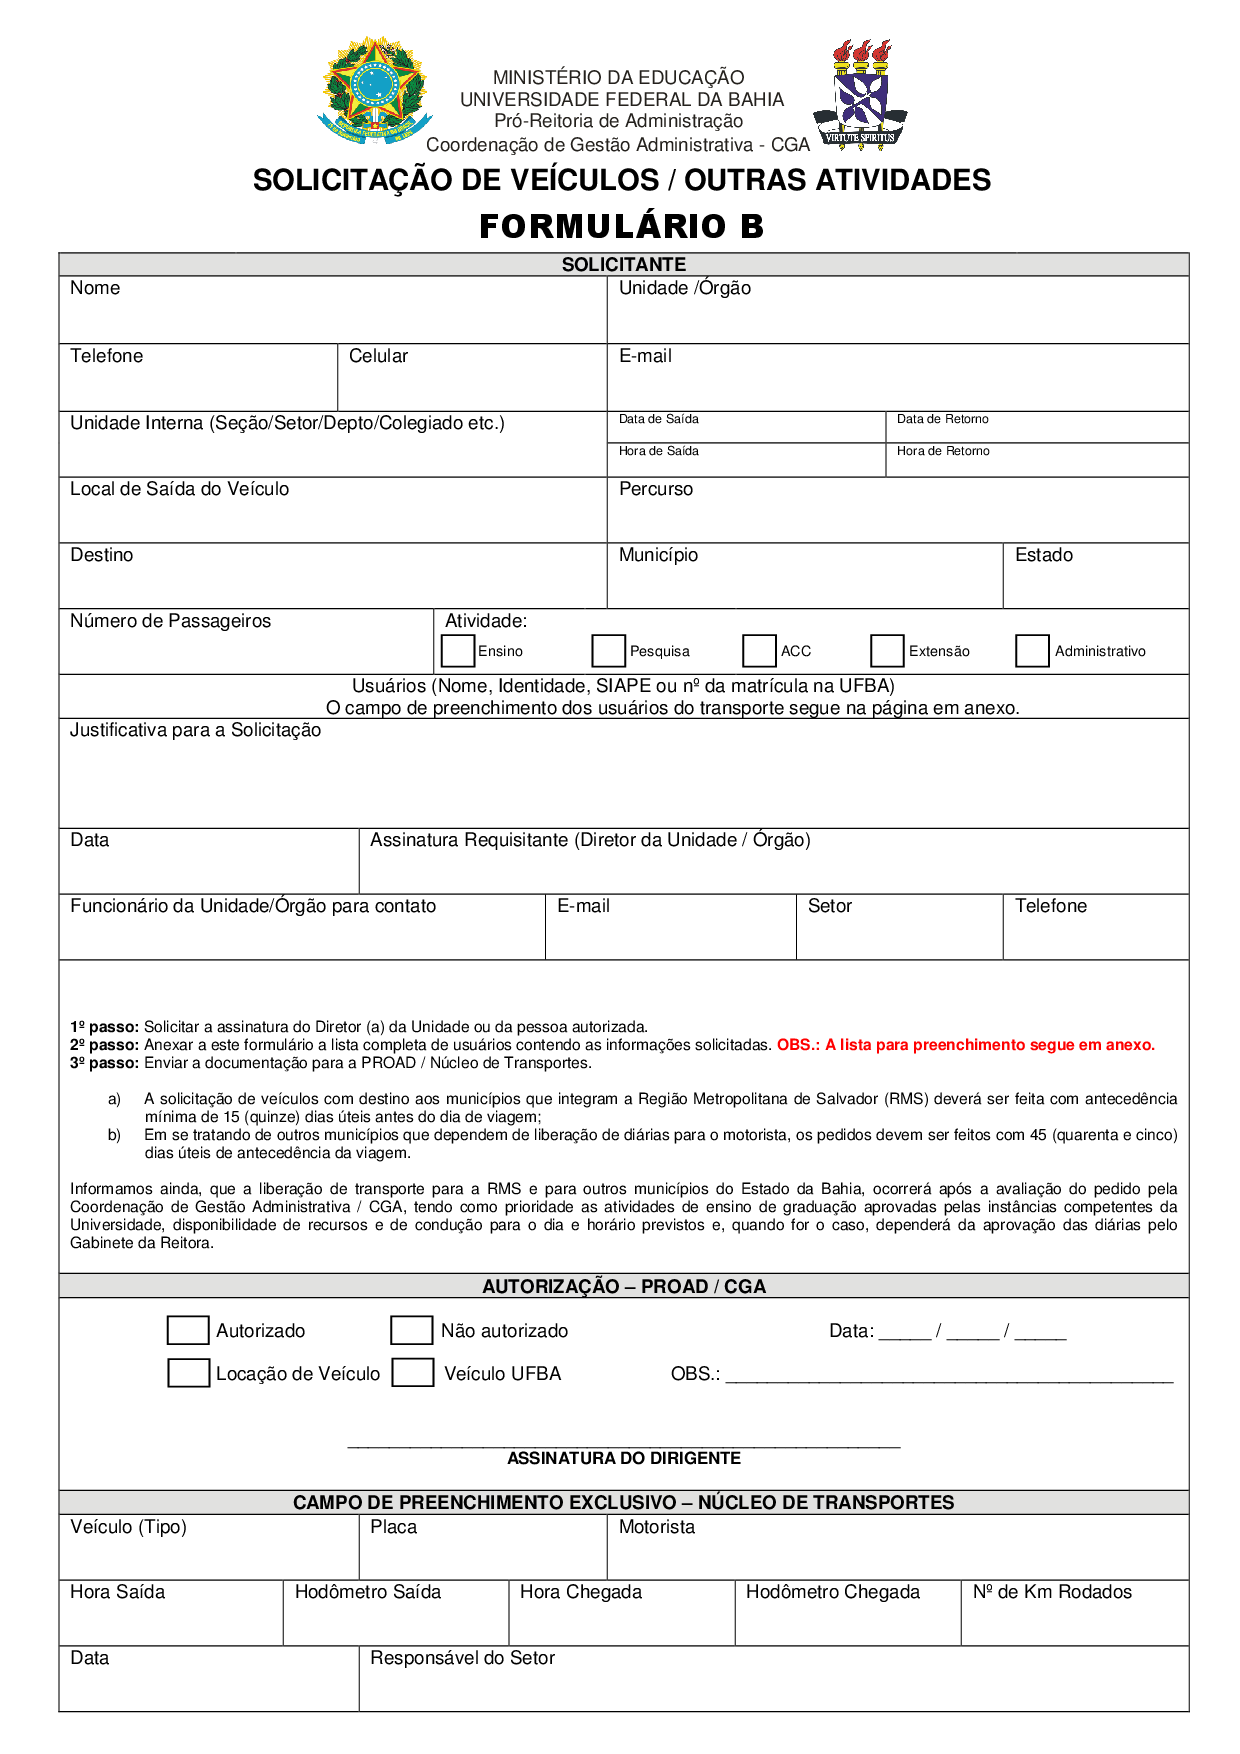 MINISTÉRIO DA EDUCAÇÃO
UNIVERSIDADE FEDERAL DA BAHIA
Pró-Reitoria de Administração
Coordenação de Gestão Administrativa - CGA
VIRTUTE SPIRITUS
SOLICITAÇÃO DE VEÍCULOS / OUTRAS ATIVIDADES
FORMULÁRIO B
SOLICITANTE
Nome Unidade /Órgão
Telefone Celular E-mail
Unidade Interna (Seção/Setor/Depto/Colegiado etc.) Data de Saída Data de Retorno
Hora de Saída Hora de Retorno
Local de Saída do Veículo Percurso
Destino Município Estado
Número de Passageiros Atividade:
Ensino Pesquisa ACC Extensão Administrativo
Usuários (Nome, Identidade, SIAPE ou nº da matrícula na UFBA)
O campo de preenchimento dos usuários do transporte segue na página em anexo.
Justificativa para a Solicitação
Data Assinatura Requisitante (Diretor da Unidade / Órgão)
Funcionário da Unidade/Órgão para contato E-mail Setor Telefone
1º passo: Solicitar a assinatura do Diretor (a) da Unidade ou da pessoa autorizada.
2º passo: Anexar a este formulário a lista completa de usuários contendo as informações solicitadas. OBS.: A lista para preenchimento segue em anexo.
3º passo: Enviar a documentação para a PROAD / Núcleo de Transportes.
a) A solicitação de veículos com destino aos municípios que integram a Região Metropolitana de Salvador (RMS) deverá ser feita com antecedência
mínima de 15 (quinze) dias úteis antes do dia de viagem;
b) Em se tratando de outros municípios que dependem de liberação de diárias para o motorista, os pedidos devem ser feitos com 45 (quarenta e cinco)
dias úteis de antecedência da viagem.
Informamos ainda, que a liberação de transporte para a RMS e para outros municípios do Estado da Bahia, ocorrerá após a avaliação do pedido pela
Coordenação de Gestão Administrativa / CGA, tendo como prioridade as atividades de ensino de graduação aprovadas pelas instâncias competentes da
Universidade, disponibilidade de recursos e de condução para o dia e horário previstos e, quando for o caso, dependerá da aprovação das diárias pelo
Gabinete da Reitora.
AUTORIZAÇÃO – PROAD / CGA
Autorizado Não autorizado Data: _____ / _____ / _____
Locação de Veículo Veículo UFBA OBS.: ___________________________________________
_____________________________________________________
ASSINATURA DO DIRIGENTE
CAMPO DE PREENCHIMENTO EXCLUSIVO – NÚCLEO DE TRANSPORTES
Veículo (Tipo) Placa Motorista
Hora Saída Hodômetro Saída Hora Chegada Hodômetro Chegada Nº de Km Rodados
Data Responsável do Setor